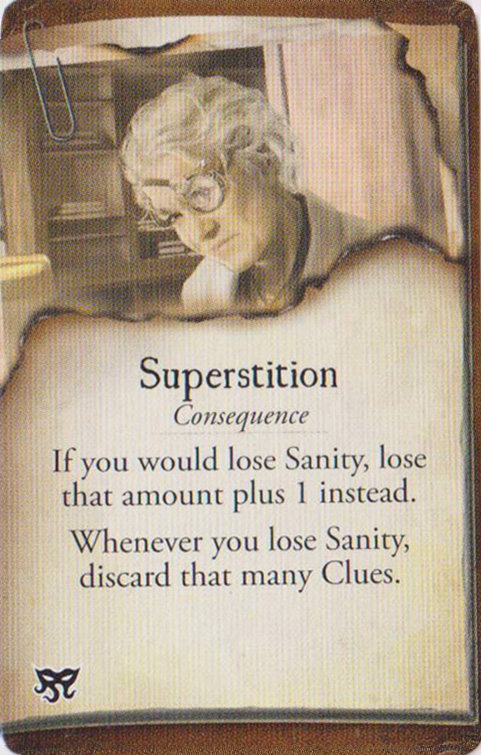 Superstition
Consequence
If you would lose Sanity, lose
that amount plus 1 instead.
Whenever you lose Sanity,
discard that many Clues.